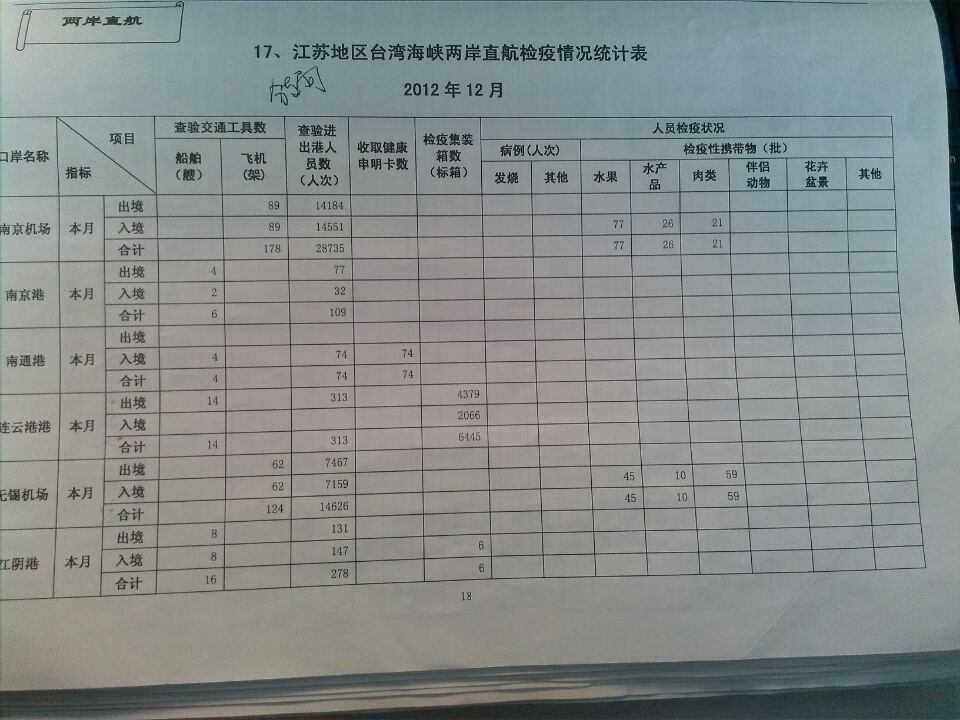 两岸直航
17、江苏地区台湾海峡两岸直航检疫情况统计表
2012 年 12 月
口岸名称 指标 项目 查验交通工具数 查验进出港人员数（人次） 收取健康申明卡数 检疫集装箱数（标箱） 人员检疫状况
船舶（艘） 飞机（架） 病例（人次） 检疫性携带物（批）
发烧 其他 水果 水产品 肉类 伴侣动物 花卉盆景 其他
南京机场 本月 出境 89 14184
入境 89 14551 77 26 21
合计 178 28735 77 26 21
南京港 本月 出境 4 77
入境 2 32
合计 6 109
南通港 本月 出境
入境 4 74 74
合计 4 74 74
连云港港 本月 出境 14 313 4379
入境 2066
合计 14 313 6445
无锡机场 本月 出境 62 7467
入境 62 7159 45 10 59
合计 124 14626 45 10 59
江阴港 本月 出境 8 131
入境 8 147 6
合计 16 278 6
18